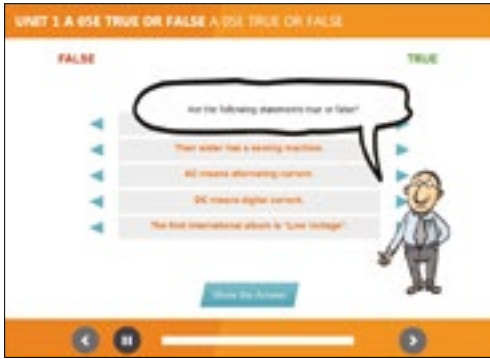 UNIT 1 A 05E TRUE OR FALSE A 05E TRUE OR FALSE
FALSE
TRUE
Are the following statements true or false?
Their sister has a sewing machine.
AC means alternating current.
DC means digital current.
The first international album is "Live Voltage".
Show the Answer